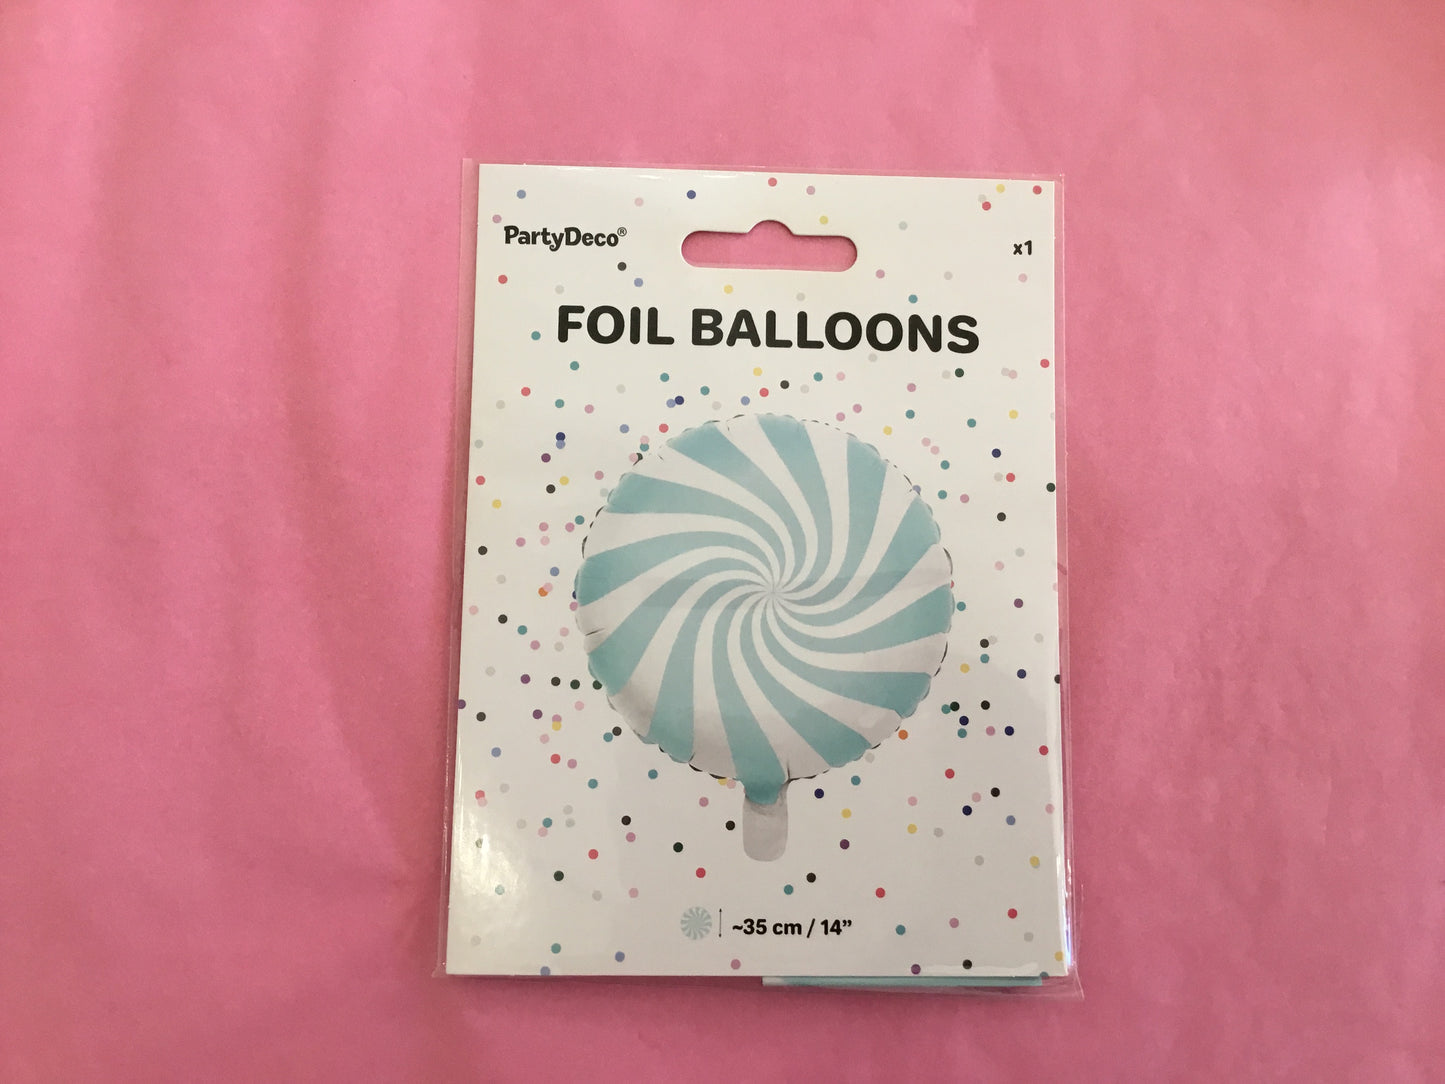 PartyDeco®
x1
FOIL BALLOONS
~35 cm / 14”